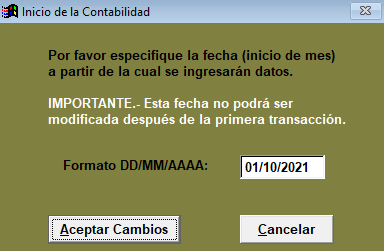 Inicio de la Contabilidad
Por favor especifique la fecha (inicio de mes)
a partir de la cual se ingresarán datos.
IMPORTANTE.- Esta fecha no podrá ser
modificada después de la primera transacción.
Formato DD/MM/AAAA: 01/10/2021
Aceptar Cambios Cancelar